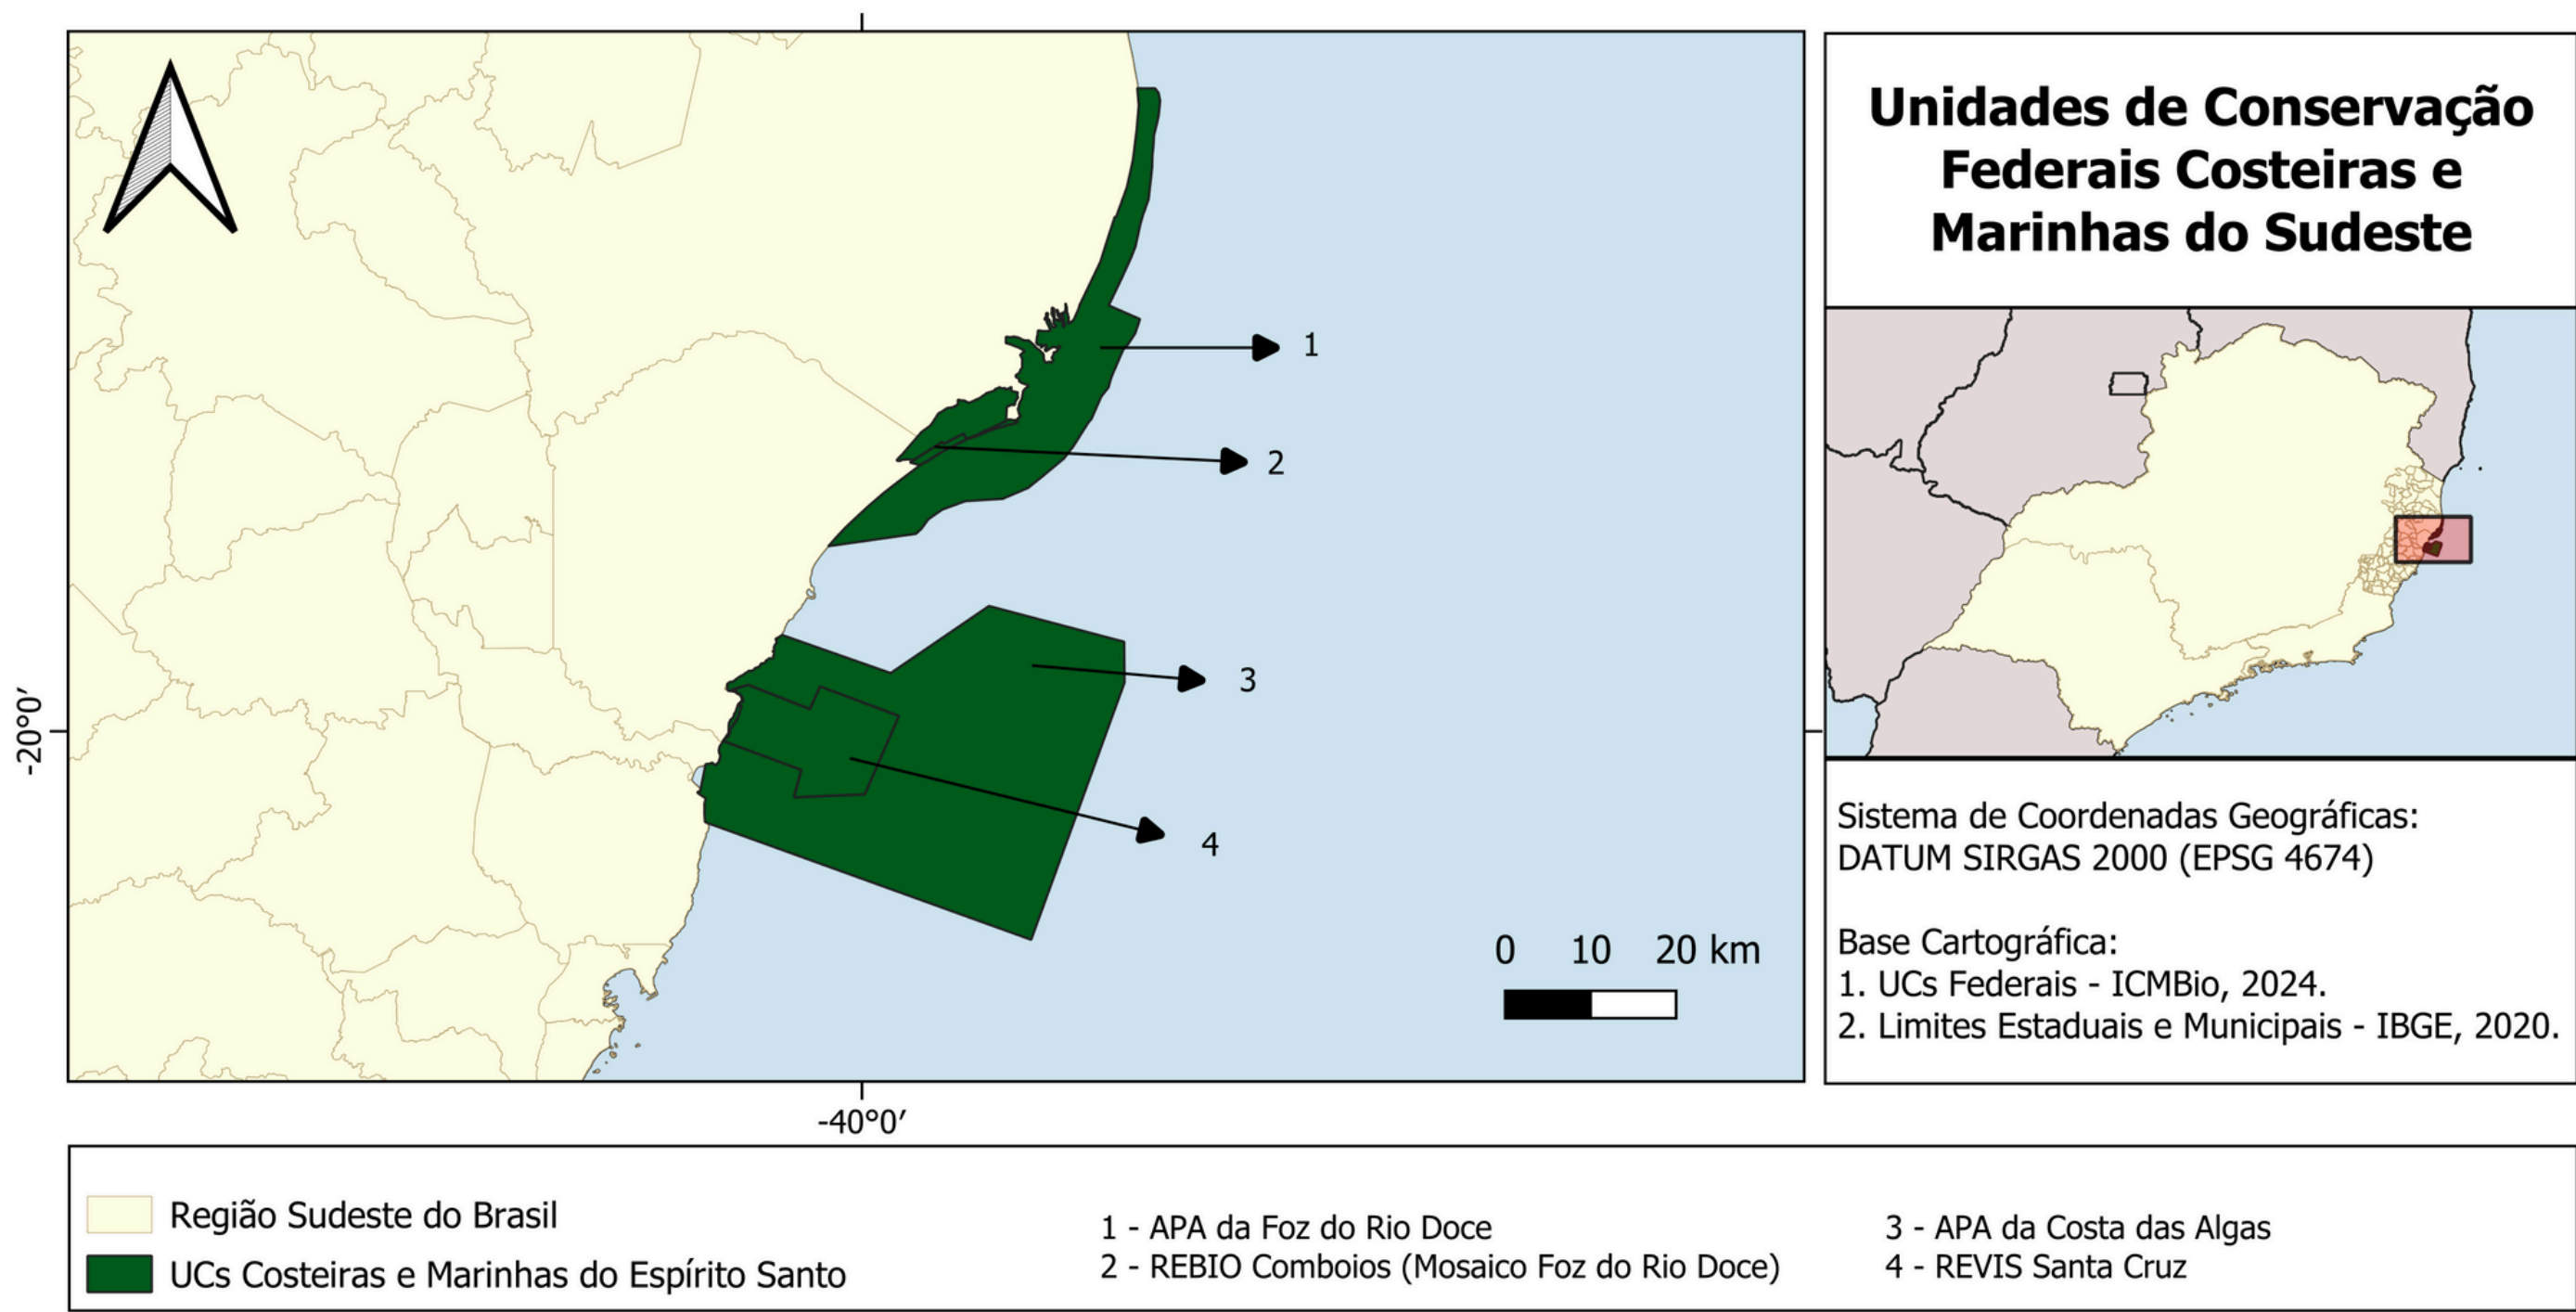 Unidades de Conservação
Federais Costeiras e
Marinhas do Sudeste
1
2
3
4
-20°0′
-40°0′
0 10 20 km
Sistema de Coordenadas Geográficas:
DATUM SIRGAS 2000 (EPSG 4674)
Base Cartográfica:
1. UCs Federais - ICMBio, 2024.
2. Limites Estaduais e Municipais - IBGE, 2020.
Região Sudeste do Brasil
UCs Costeiras e Marinhas do Espírito Santo
1 - APA da Foz do Rio Doce
2 - REBIO Comboios (Mosaico Foz do Rio Doce)
3 - APA da Costa das Algas
4 - REVIS Santa Cruz